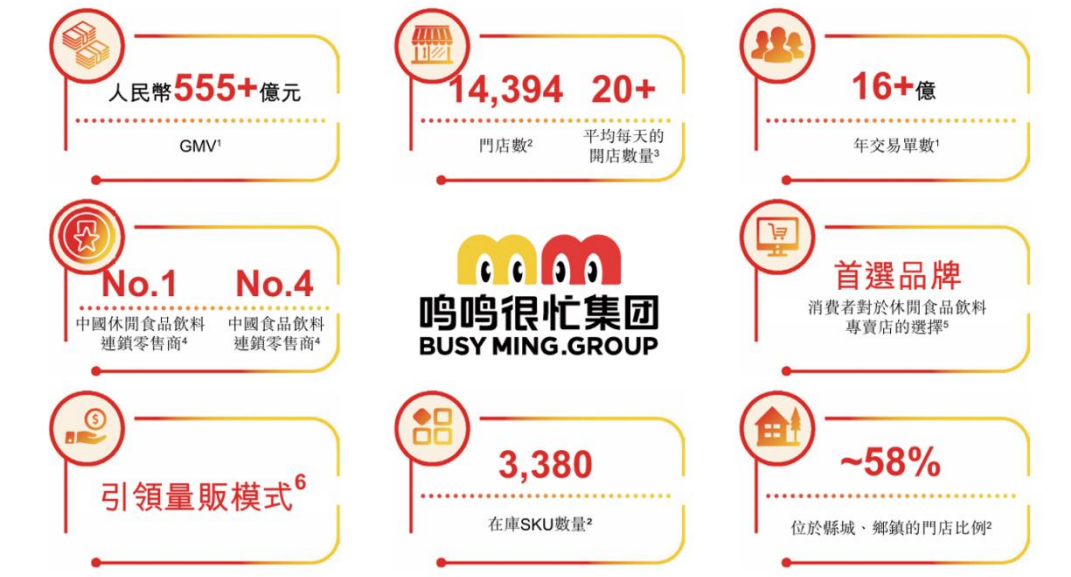 人民幣555+億元
GMV¹
14,394
門店數²
20+
平均每天的
開店數量³
16+億
年交易單數¹
No.1
中國休閒食品飲料
連鎖零售商⁴
No.4
中國食品飲料
連鎖零售商⁴
鸣鸣很忙集团
BUSY MING.GROUP
首選品牌
消費者對於休閒食品飲料
專賣店的選擇⁵
引領量販模式⁶
3,380
在庫SKU數量²
~58%
位於縣城、鄉鎮的門店比例²